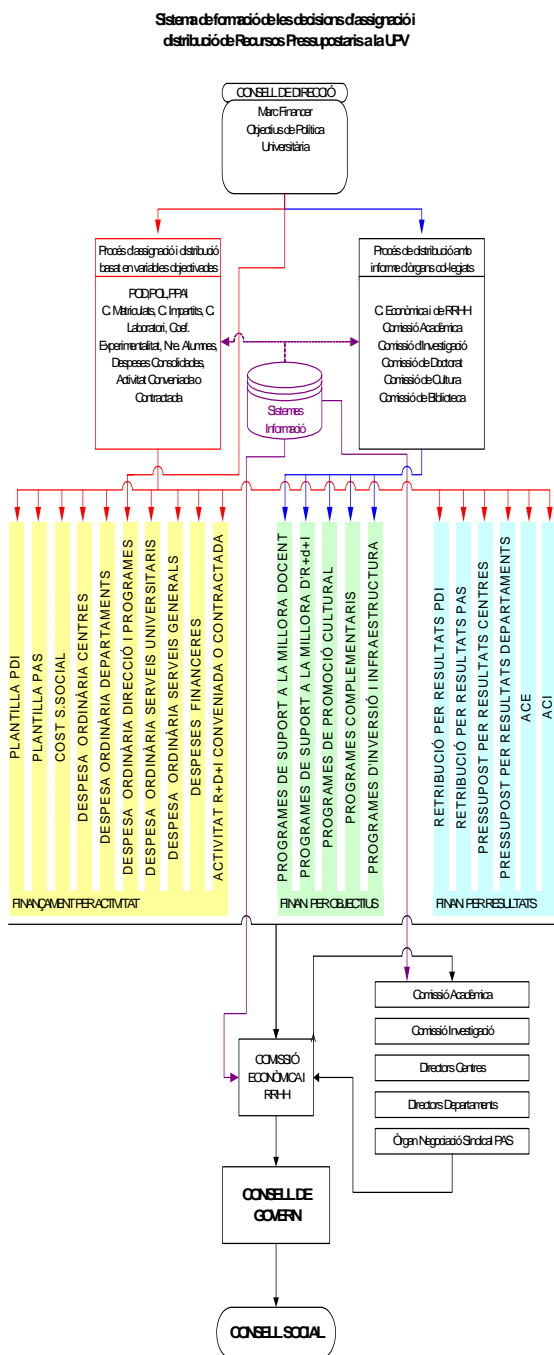 Sistema de formació de les decisions d'assignació i
distribució de Recursos Pressupostaris a la UPV
CONSELL DE DIRECCIÓ
Marc Financer
Objectius de Política
Universitària
Procés d'assignació i distribució
basat en variables objectivades
POD, POL, PPAI
C. Matriculats, C. Impartits, C.
Laboratori, Coef.
Experimentalitat, Nre. Alumnes,
Despeses Consolidades,
Activitat Conveniada o
Contractada
Procés de distribució amb
informe d'òrgans col·legiats
C. Econòmica i de RRHH
Comissió Acadèmica
Comissió d'Investigació
Comissió de Doctorat
Comissió de Cultura
Comissió de Biblioteca
Sistemes
Informació
PLANTILLA PDI
PLANTILLA PAS
COST S.SOCIAL
DESPESA ORDINÀRIA CENTRES
DESPESA ORDINÀRIA DEPARTAMENTS
DESPESA ORDINÀRIA DIRECCIÓ I PROGRAMES
DESPESA ORDINÀRIA SERVEIS UNIVERSITARIS
DESPESA ORDINÀRIA SERVEIS GENERALS
DESPESES FINANCERES
ACTIVITAT R+D+I CONVENIADA O CONTRACTADA
FINANÇAMENT PER ACTIVITAT
PROGRAMES DE SUPORT A LA MILLORA DOCENT
PROGRAMES DE SUPORT A LA MILLORA D'R+d+I
PROGRAMES DE PROMOCIÓ CULTURAL
PROGRAMES COMPLEMENTARIS
PROGRAMES D'INVERSIÓ I INFRAESTRUCTURA
FINAN. PER OBJECTIUS
RETRIBUCIÓ PER RESULTATS PDI
RETRIBUCIÓ PER RESULTATS PAS
PRESSUPOST PER RESULTATS CENTRES
PRESSUPOST PER RESULTATS DEPARTAMENTS
ACE
ACI
FINAN. PER RESULTATS
Comissió Acadèmica
Comissió Investigació
Directors Centres
Directors Departaments
Òrgan Negociació Sindical PAS
COMISSIÓ
ECONÒMICA I
RRHH
CONSELL DE
GOVERN
CONSELL SOCIAL